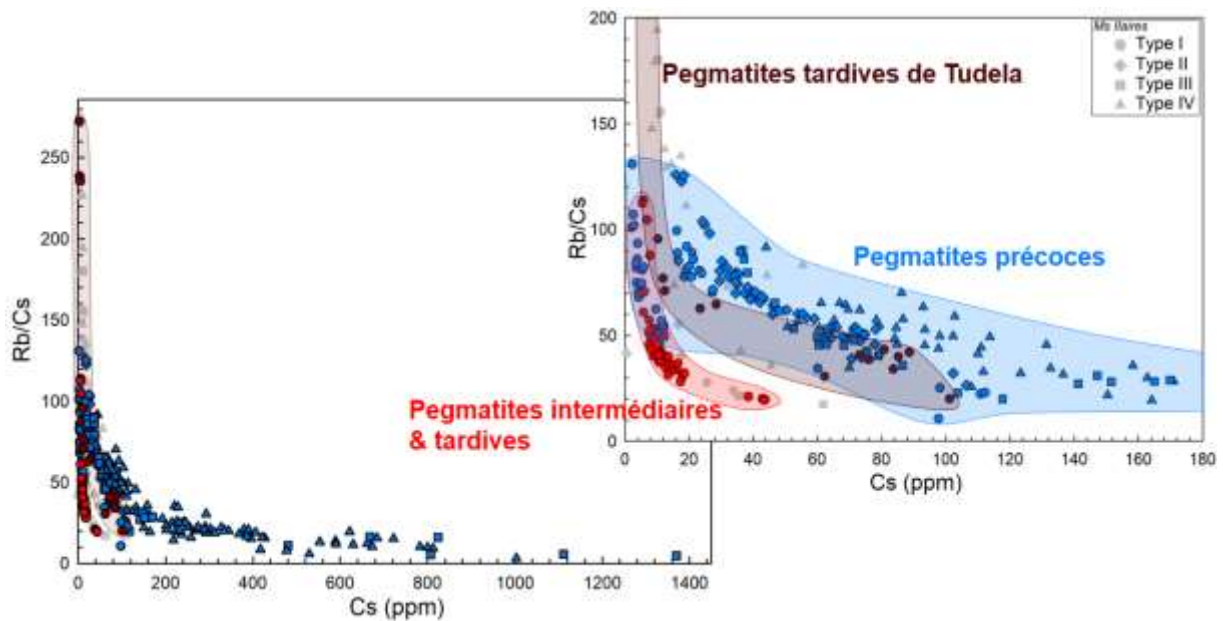 200
150
100
50
0
Rb/Cs
0
20
40
60
80
100
120
140
160
180
Cs (ppm)
Pegmatites tardives de Tudela
Pegmatites précoces
Type I
Type II
Type III
Type IV
250
200
150
100
50
0
Rb/Cs
0
200
400
600
800
1000
1200
1400
Cs (ppm)
Pegmatites intermédiaires
& tardives